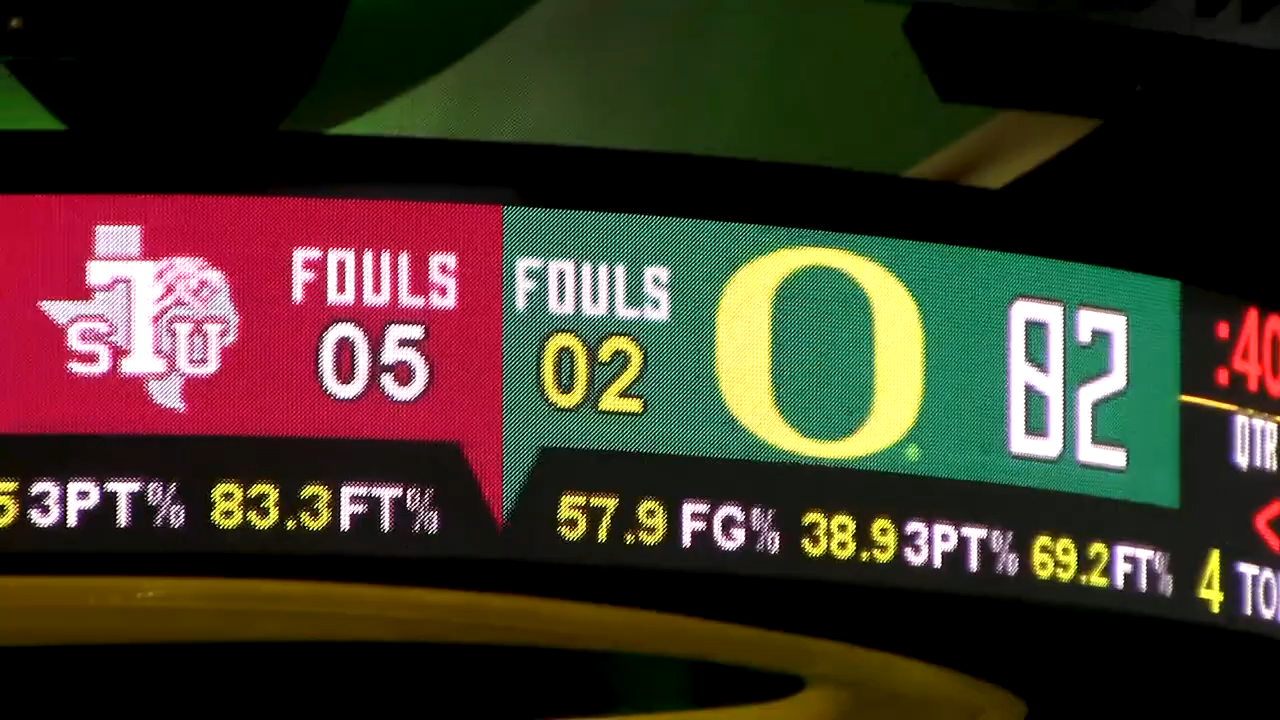 STU FOULS FOULS O 82 :40
05 02 QTR
3PT% 83.3 FT% 57.9 FG% 38.9 3PT% 69.2 FT% 4